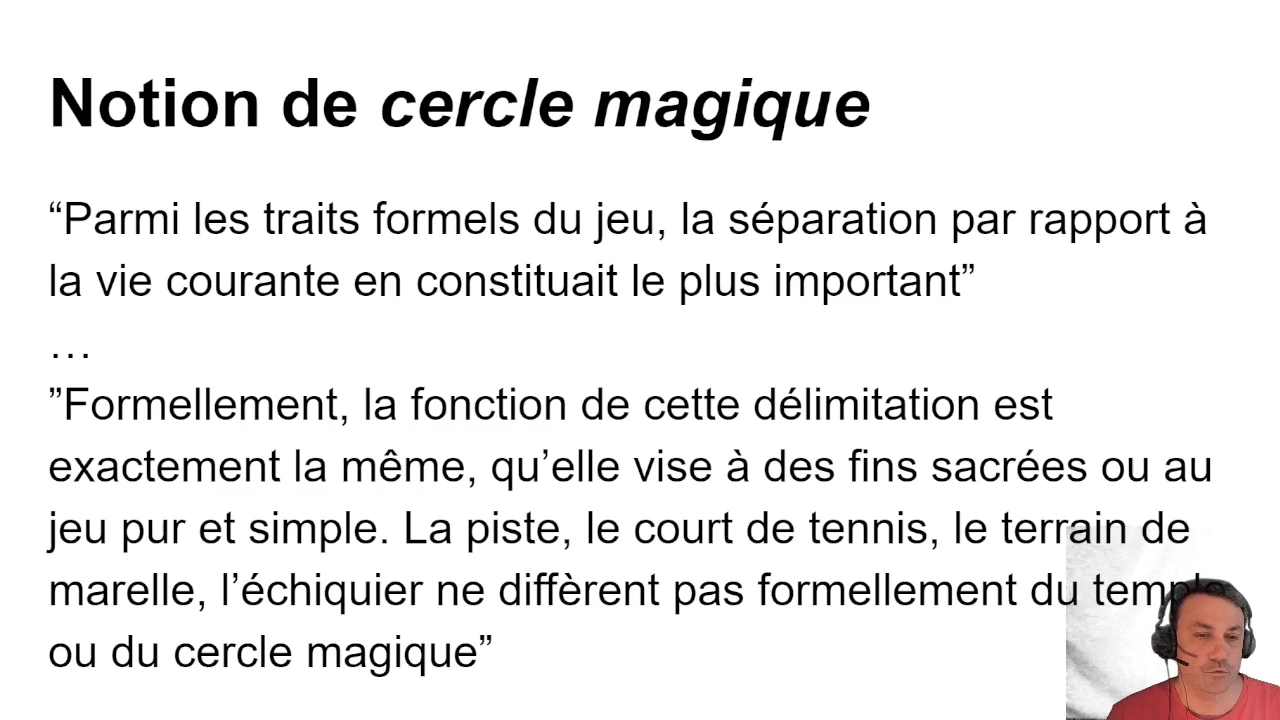 Notion de cercle magique
“Parmi les traits formels du jeu, la séparation par rapport à
la vie courante en constituait le plus important”
…
”Formellement, la fonction de cette délimitation est
exactement la même, qu’elle vise à des fins sacrées ou au
jeu pur et simple. La piste, le court de tennis, le terrain de
marelle, l’échiquier ne diffèrent pas formellement du temple
ou du cercle magique”